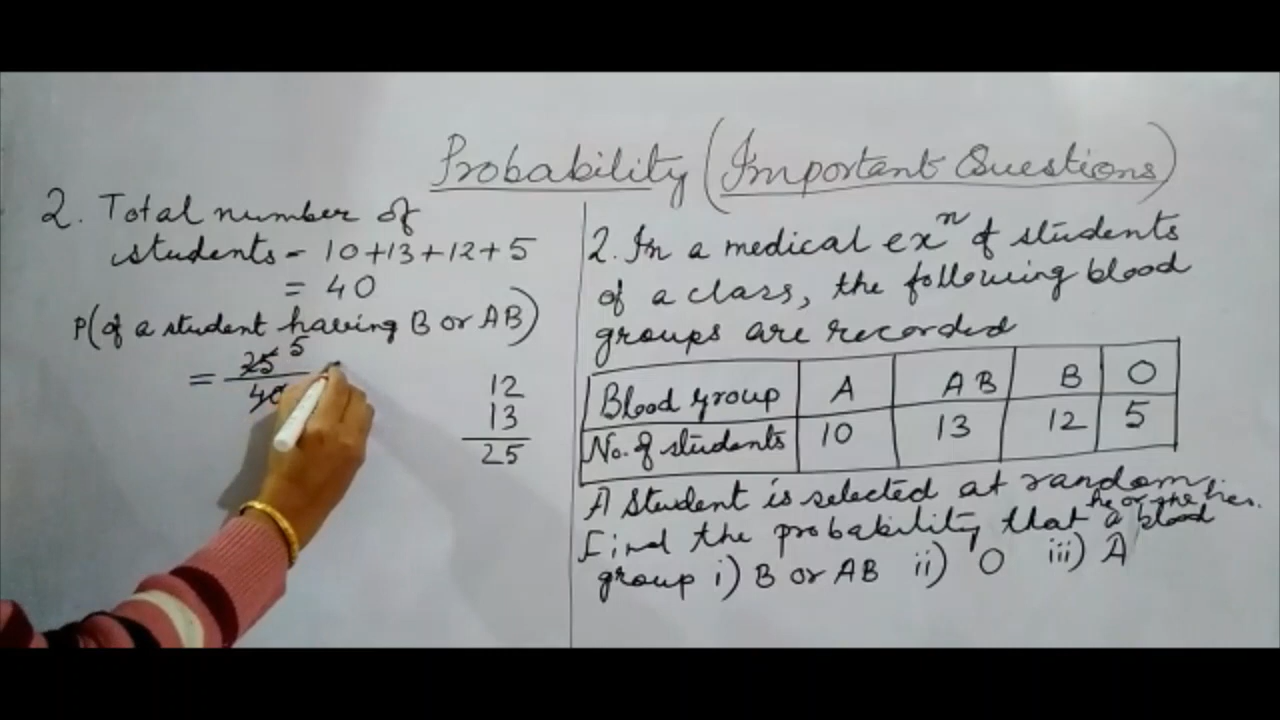 Probability (Important Questions)
2. Total number of
students = 10+13+12+5
= 40
P(of a student having B or AB)
= 25 5
40
12
13
25
2. In a medical exⁿ of students
of a class, the following blood
groups are recorded
Blood group A AB B O
No. of students 10 13 12 5
A student is selected at random.
he or she has
Find the probability that a blood
group i) B or AB ii) O iii) A